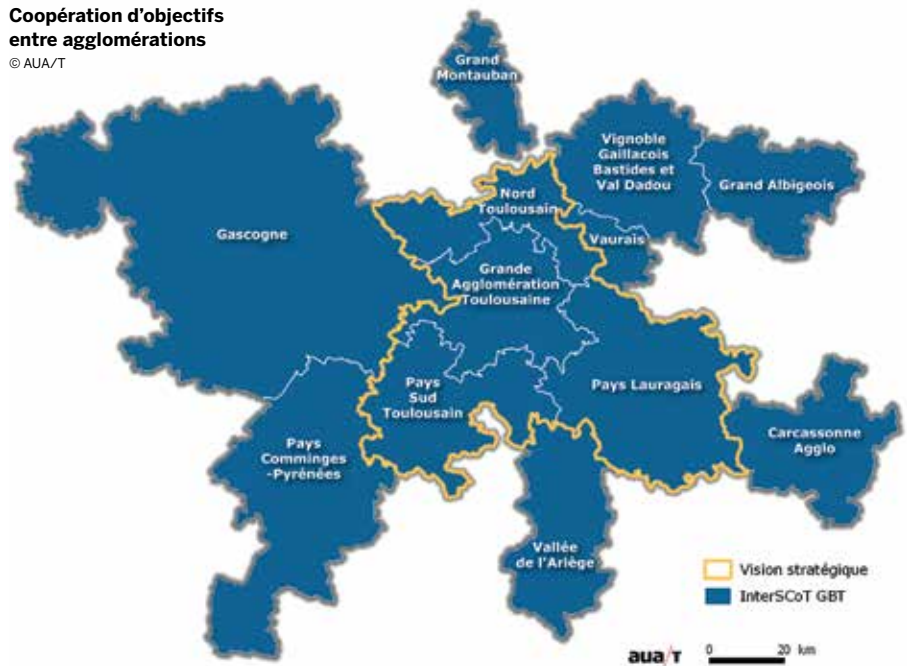 Coopération d'objectifs
entre agglomérations
© AUA/T
Grand
Montauban
Vignoble
Gaillacois
Bastides et
Val Dadou
Grand Albigeois
Nord
Toulousain
Vaurais
Gascogne
Grande
Agglomération
Toulousaine
Pays
Sud
Toulousain
Pays Lauragais
Pays
Comminges
-Pyrénées
Carcassonne
Agglo
Vallée
de l'Ariège
Vision stratégique
InterSCoT GBT
aua/T
0 20 km